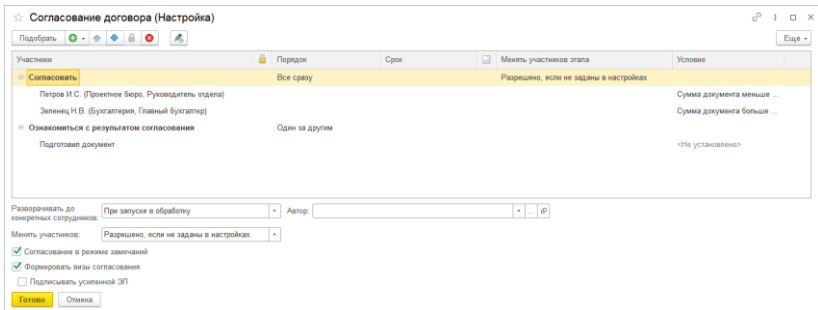 Согласование договора (Настройка)
Подобрать Еще
Участники Порядок Срок Менять участников этапа Условие
Согласовать Все сразу Разрешено, если не заданы в настройках
Петров И.С. (Проектное бюро, Руководитель отдела) Сумма документа меньше ...
Зеленец Н.В. (Бухгалтерия, Главный бухгалтер) Сумма документа больше ...
Ознакомиться с результатом согласования Один за другим
Подготовил документ <Не установлено>
Разворачивать до
конкретных сотрудников: При запуске в обработку Автор:
Менять участников: Разрешено, если не заданы в настройках
Согласование в режиме замечаний
Формировать визы согласования
Подписывать усиленной ЭП
Готово Отмена